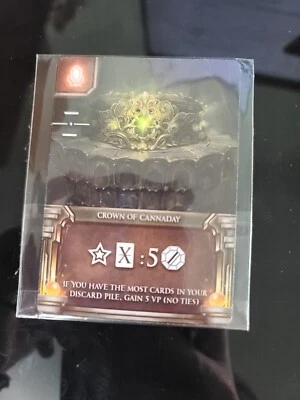 CROWN OF CANNADAY
X : 5
IF YOU HAVE THE MOST CARDS IN YOUR
DISCARD PILE, GAIN 5 VP (NO TIES)